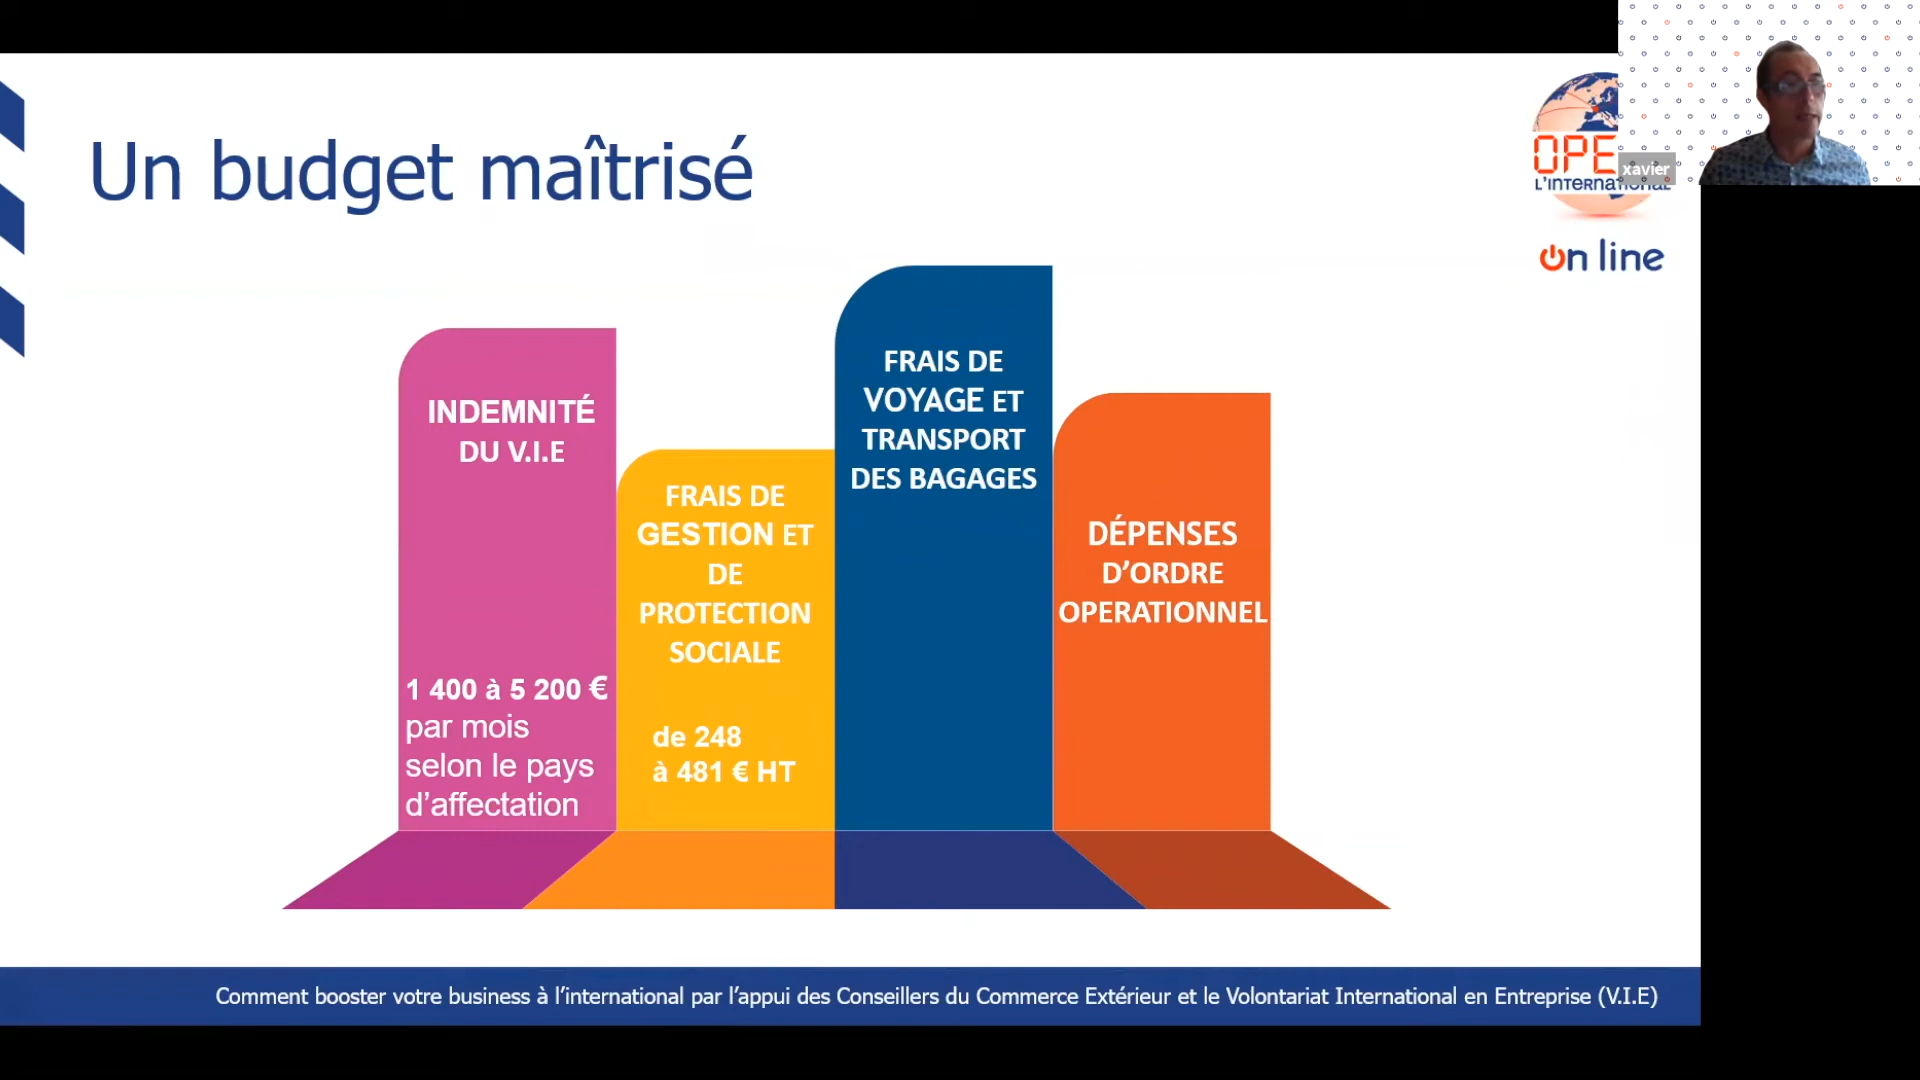 Un budget maîtrisé
OPE
L'INTERNATIONAL
on line
xavier
INDEMNITÉ
DU V.I.E
1 400 à 5 200 €
par mois
selon le pays
d’affectation
FRAIS DE
GESTION ET
DE
PROTECTION
SOCIALE
de 248
à 481 € HT
FRAIS DE
VOYAGE ET
TRANSPORT
DES BAGAGES
DÉPENSES
D’ORDRE
OPERATIONNEL
Comment booster votre business à l’international par l’appui des Conseillers du Commerce Extérieur et le Volontariat International en Entreprise (V.I.E)